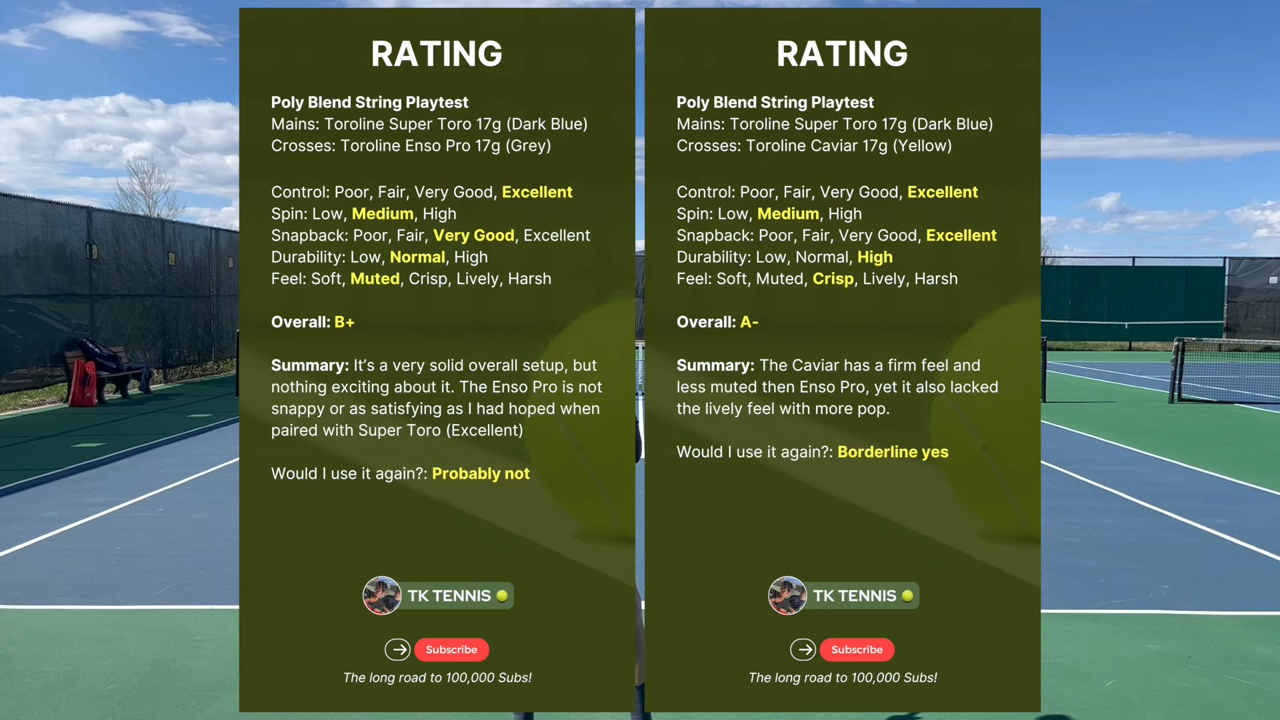 RATING
Poly Blend String Playtest
Mains: Toroline Super Toro 17g (Dark Blue)
Crosses: Toroline Enso Pro 17g (Grey)
Control: Poor, Fair, Very Good, Excellent
Spin: Low, Medium, High
Snapback: Poor, Fair, Very Good, Excellent
Durability: Low, Normal, High
Feel: Soft, Muted, Crisp, Lively, Harsh
Overall: B+
Summary: It’s a very solid overall setup, but
nothing exciting about it. The Enso Pro is not
snappy or as satisfying as I had hoped when
paired with Super Toro (Excellent)
Would I use it again?: Probably not
TK TENNIS
Subscribe
The long road to 100,000 Subs!
RATING
Poly Blend String Playtest
Mains: Toroline Super Toro 17g (Dark Blue)
Crosses: Toroline Caviar 17g (Yellow)
Control: Poor, Fair, Very Good, Excellent
Spin: Low, Medium, High
Snapback: Poor, Fair, Very Good, Excellent
Durability: Low, Normal, High
Feel: Soft, Muted, Crisp, Lively, Harsh
Overall: A-
Summary: The Caviar has a firm feel and
less muted then Enso Pro, yet it also lacked
the lively feel with more pop.
Would I use it again?: Borderline yes
TK TENNIS
Subscribe
The long road to 100,000 Subs!